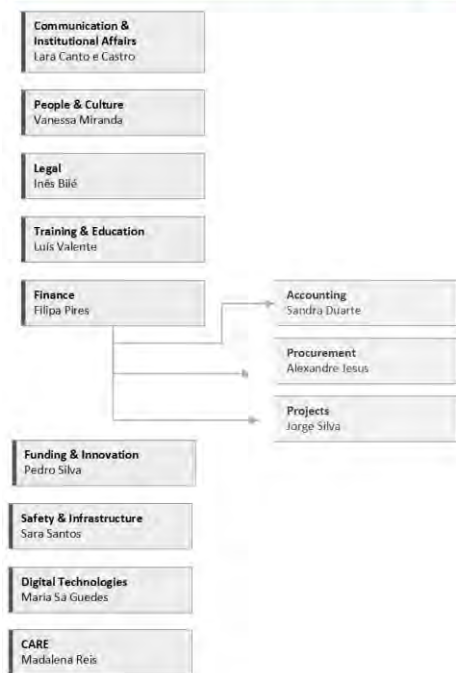 Communication &
Institutional Affairs
Lara Canto e Castro
People & Culture
Vanessa Miranda
Legal
Inês Bilé
Training & Education
Luís Valente
Finance
Filipa Pires
Accounting
Sandra Duarte
Procurement
Alexandre Jesus
Projects
Jorge Silva
Funding & Innovation
Pedro Silva
Safety & Infrastructure
Sara Santos
Digital Technologies
Maria Sa Guedes
CARE
Madalena Reis